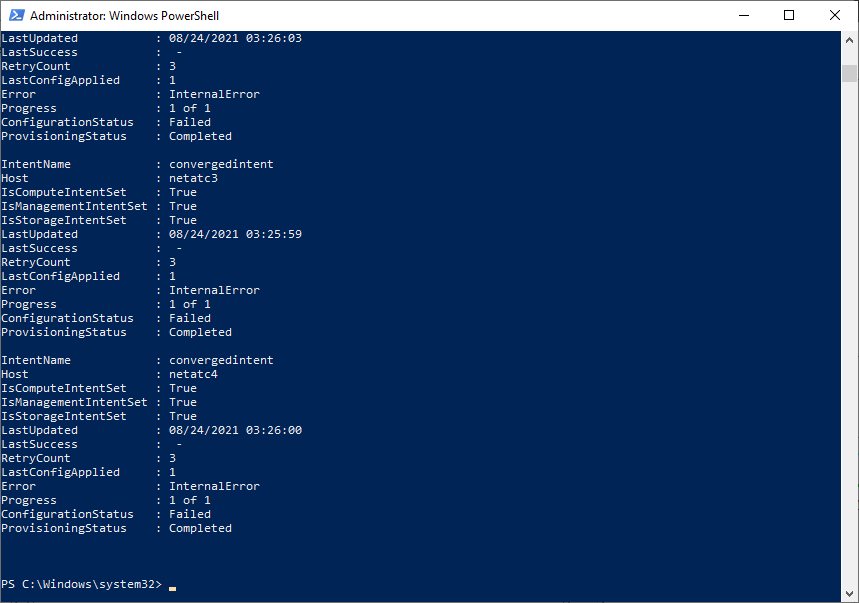 Administrator: Windows PowerShell
LastUpdated           : 08/24/2021 03:26:03
LastSuccess           :  -
RetryCount            : 3
LastConfigApplied     : 1
Error                 : InternalError
Progress              : 1 of 1
ConfigurationStatus   : Failed
ProvisioningStatus    : Completed
IntentName            : convergedintent
Host                  : netatc3
IsComputeIntentSet    : True
IsManagementIntentSet : True
IsStorageIntentSet    : True
LastUpdated           : 08/24/2021 03:25:59
LastSuccess           :  -
RetryCount            : 3
LastConfigApplied     : 1
Error                 : InternalError
Progress              : 1 of 1
ConfigurationStatus   : Failed
ProvisioningStatus    : Completed
IntentName            : convergedintent
Host                  : netatc4
IsComputeIntentSet    : True
IsManagementIntentSet : True
IsStorageIntentSet    : True
LastUpdated           : 08/24/2021 03:26:00
LastSuccess           :  -
RetryCount            : 3
LastConfigApplied     : 1
Error                 : InternalError
Progress              : 1 of 1
ConfigurationStatus   : Failed
ProvisioningStatus    : Completed
PS C:\Windows\system32> _